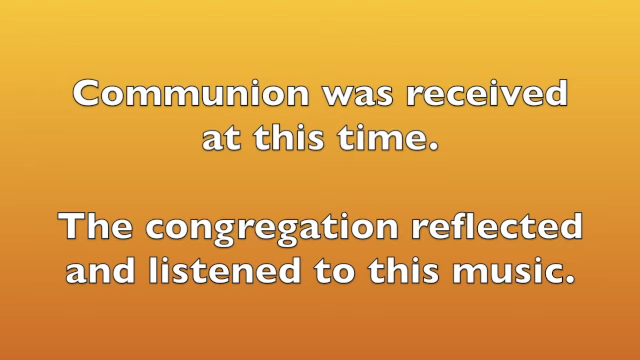 Communion was received
at this time.
The congregation reflected
and listened to this music.